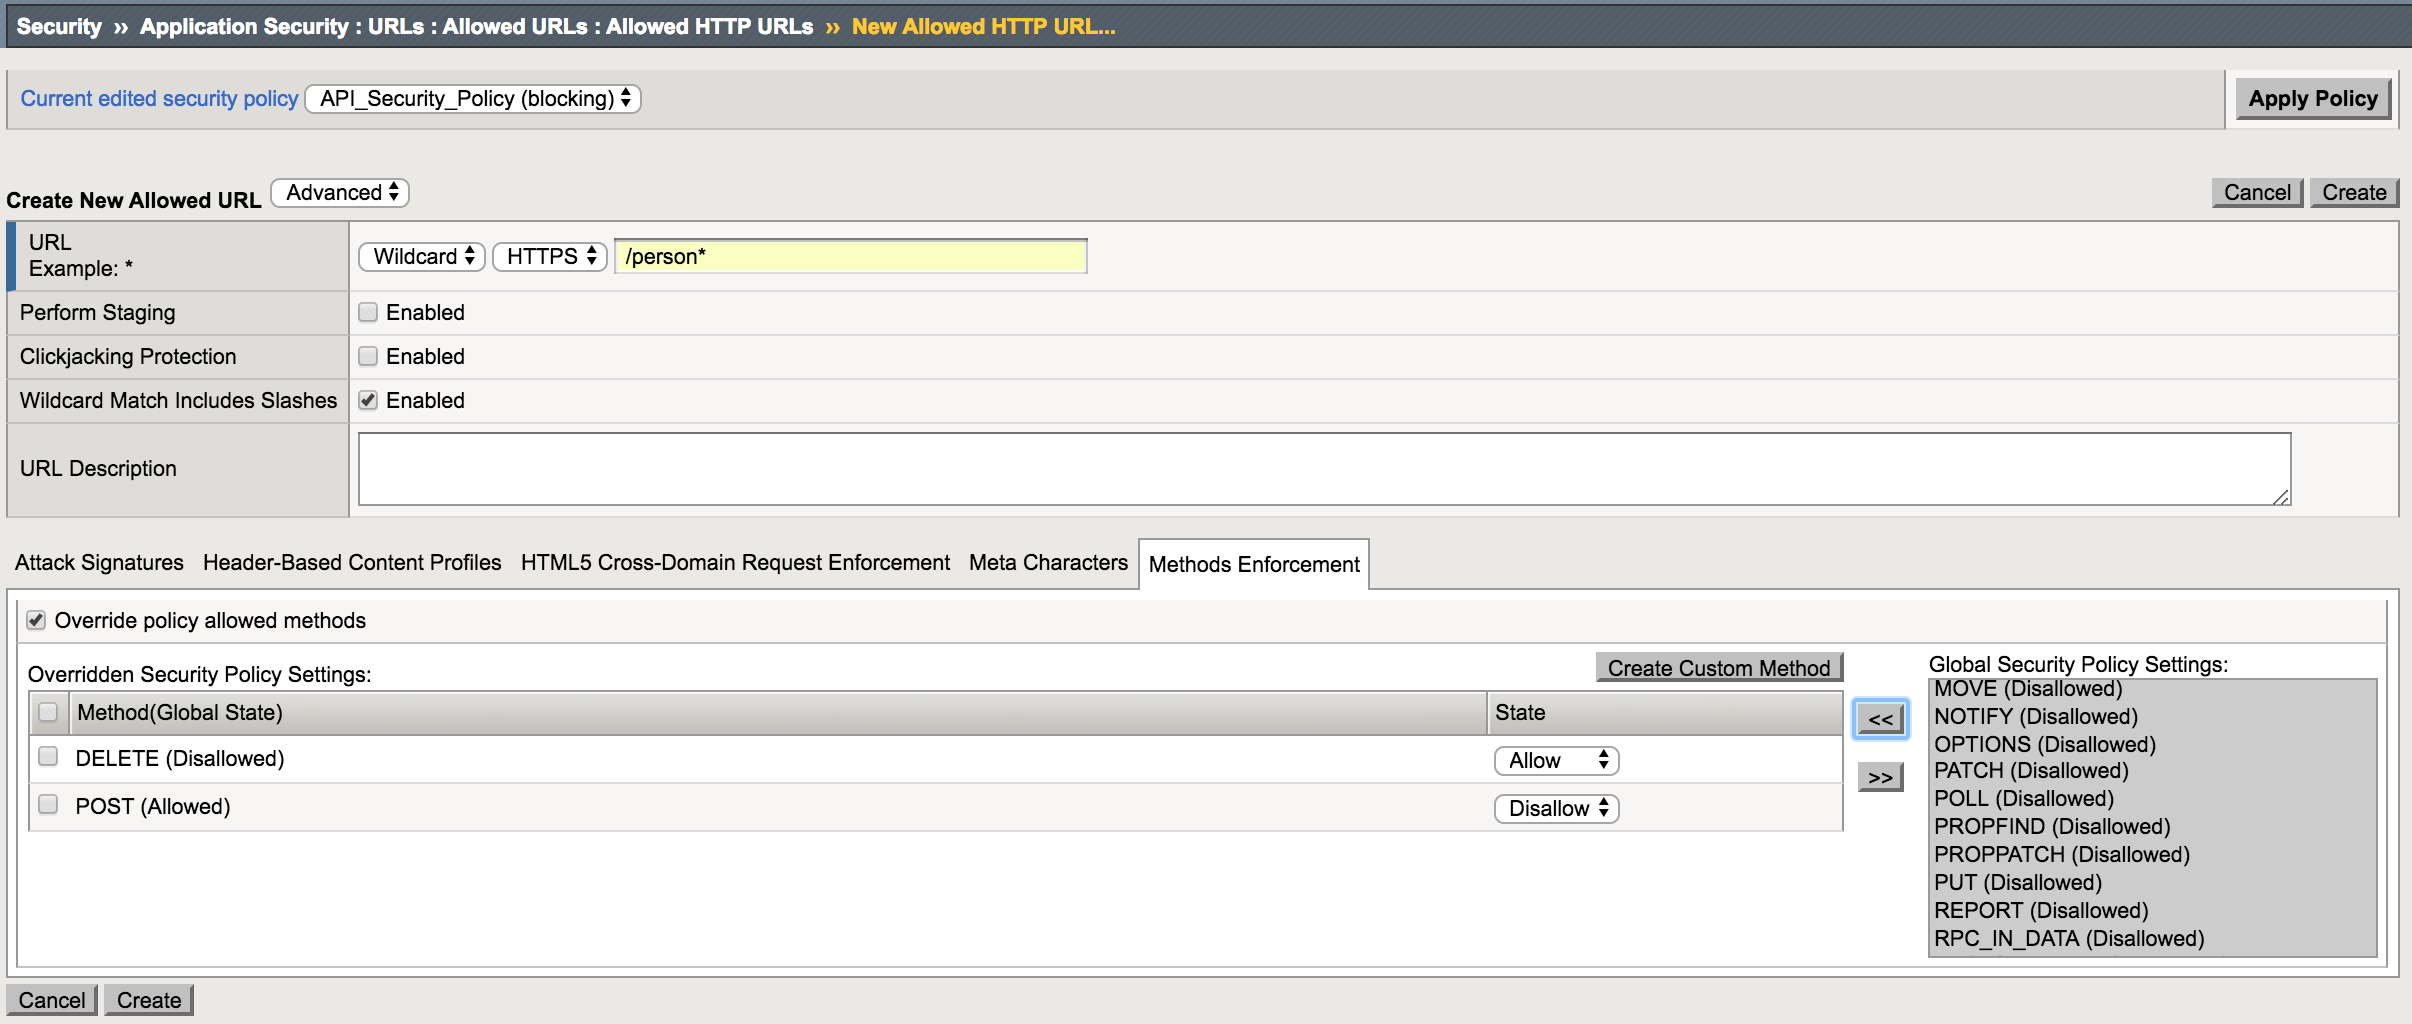 Security ›› Application Security : URLs : Allowed URLs : Allowed HTTP URLs ›› New Allowed HTTP URL...
Current edited security policy API_Security_Policy (blocking) Apply Policy
Create New Allowed URL Advanced Cancel Create
URL
Example: *
Wildcard HTTPS /person*
Perform Staging Enabled
Clickjacking Protection Enabled
Wildcard Match Includes Slashes Enabled
URL Description
Attack Signatures Header-Based Content Profiles HTML5 Cross-Domain Request Enforcement Meta Characters Methods Enforcement
Override policy allowed methods
Overridden Security Policy Settings: Create Custom Method
Method(Global State) State
DELETE (Disallowed) Allow
POST (Allowed) Disallow
<<
>>
Global Security Policy Settings:
MOVE (Disallowed)
NOTIFY (Disallowed)
OPTIONS (Disallowed)
PATCH (Disallowed)
POLL (Disallowed)
PROPFIND (Disallowed)
PROPPATCH (Disallowed)
PUT (Disallowed)
REPORT (Disallowed)
RPC_IN_DATA (Disallowed)
Cancel Create